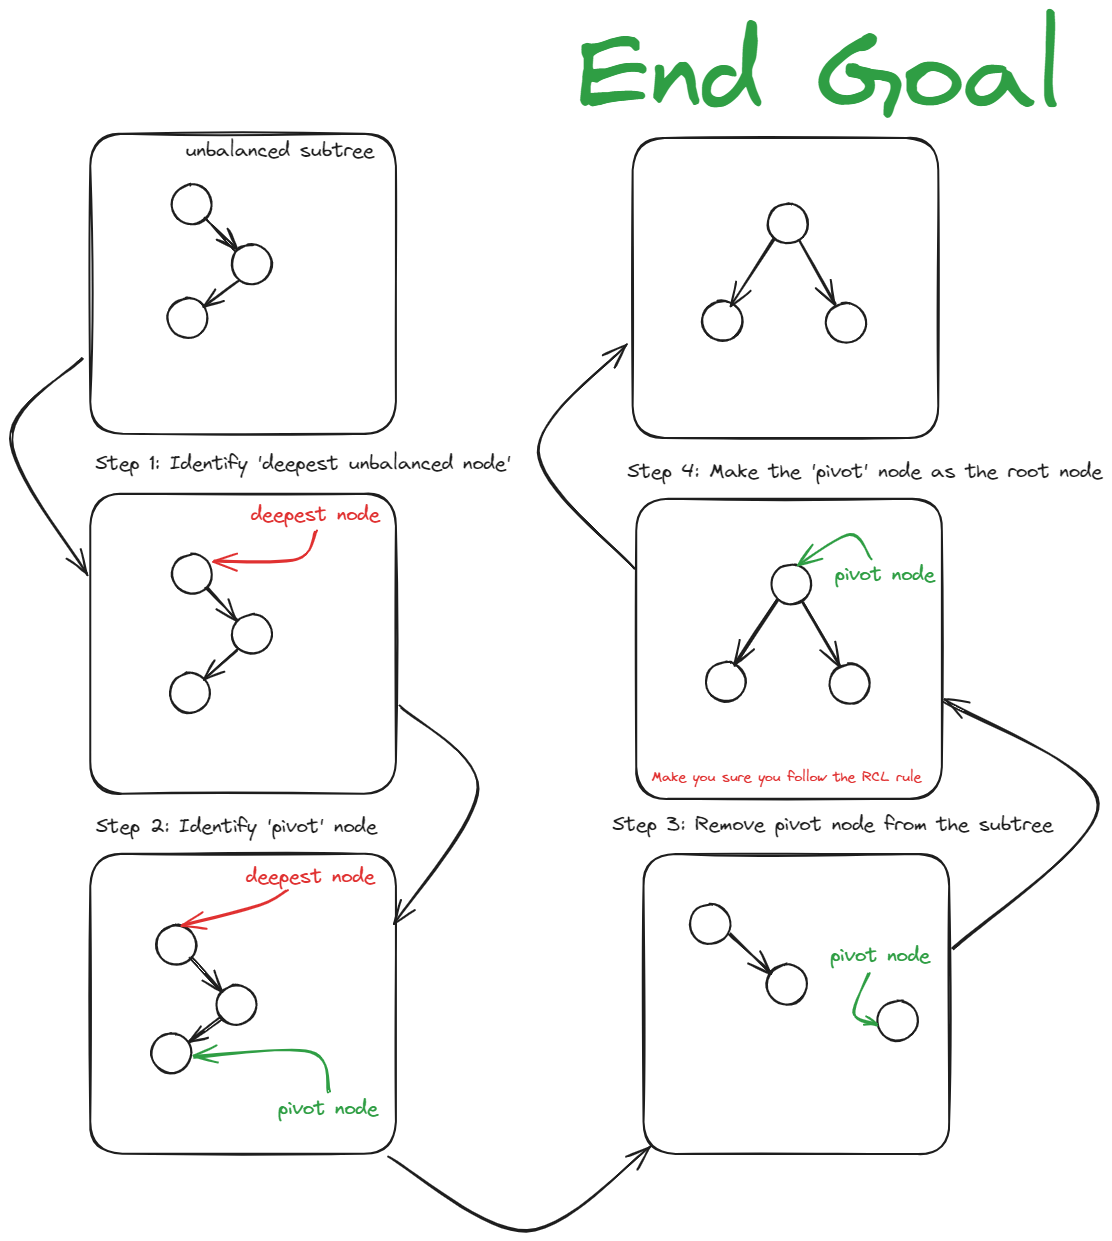 End Goal
unbalanced subtree
Step 1: Identify 'deepest unbalanced node'
deepest node
Step 2: Identify 'pivot' node
deepest node
pivot node
Step 3: Remove pivot node from the subtree
pivot node
Step 4: Make the 'pivot' node as the root node
pivot node
Make you sure you follow the RCL rule